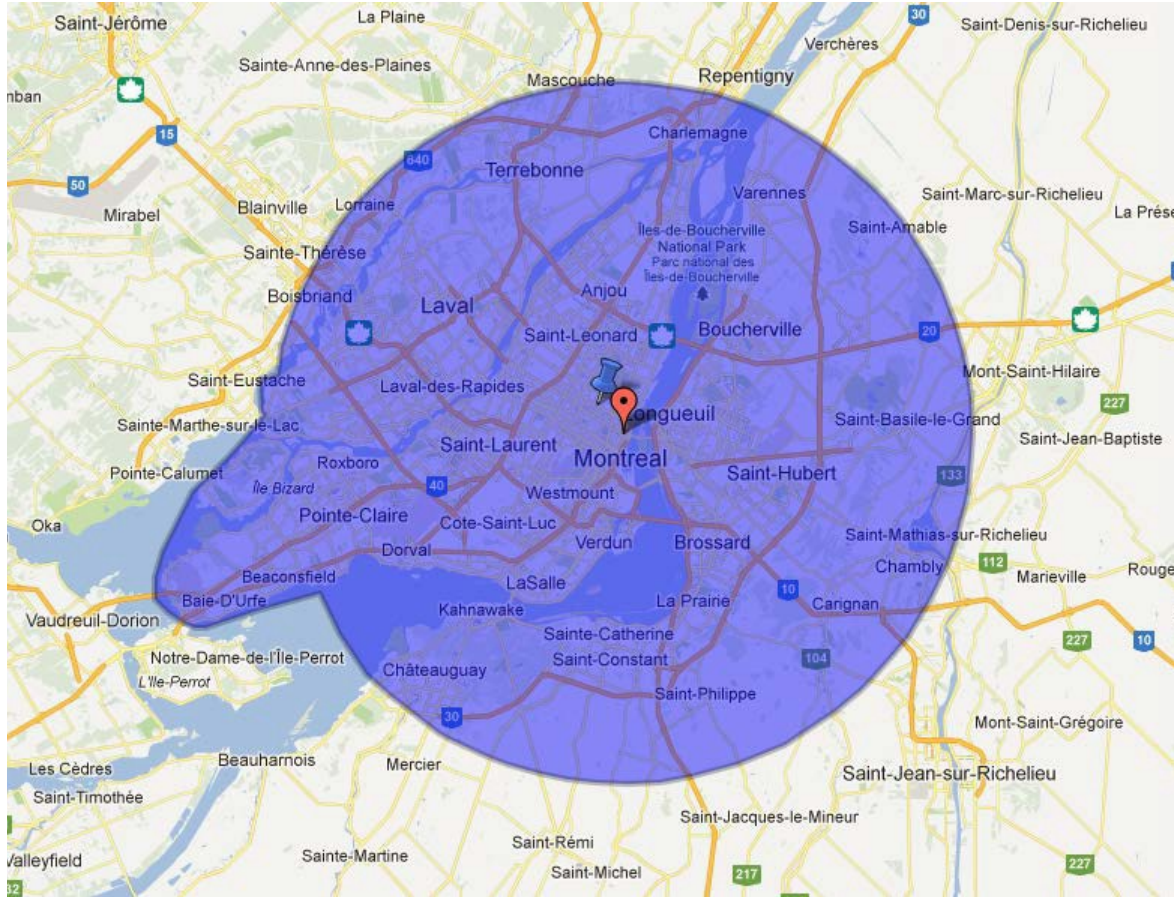 La Plaine
Saint-Jérôme
30
Saint-Denis-sur-Richelieu
Verchères
Sainte-Anne-des-Plaines
Mascouche
Repentigny
nban
15
Charlemagne
640
Terrebonne
50
Varennes
Saint-Marc-sur-Richelieu
Mirabel
Blainville
Lorraine
La Prése
Saint-Amable
Îles-de-Boucherville
National Park
Parc national des
Îles-de-Boucherville
Sainte-Thérèse
Anjou
Boisbriand
Laval
Saint-Leonard
Boucherville
20
Saint-Eustache
Laval-des-Rapides
Mont-Saint-Hilaire
227
Longueuil
Saint-Basile-le-Grand
Sainte-Marthe-sur-le-Lac
Saint-Laurent
Saint-Jean-Baptiste
Montreal
Roxboro
Pointe-Calumet
Saint-Hubert
133
Île Bizard
40
Westmount
Pointe-Claire
Cote-Saint-Luc
Oka
Saint-Mathias-sur-Richelieu
Dorval
Verdun
Brossard
112
Chambly
Rouge
Beaconsfield
LaSalle
Marieville
10
Baie-D'Urfe
La Prairie
Carignan
Kahnawake
Vaudreuil-Dorion
Sainte-Catherine
227
10
Notre-Dame-de-l'Île-Perrot
104
Saint-Constant
Châteauguay
L'Ile-Perrot
Saint-Philippe
30
Mont-Saint-Grégoire
Beauharnois
Mercier
Les Cèdres
Saint-Jean-sur-Richelieu
Saint-Timothée
Saint-Jacques-le-Mineur
Saint-Rémi
Sainte-Martine
Valleyfield
227
Saint-Michel
217
32